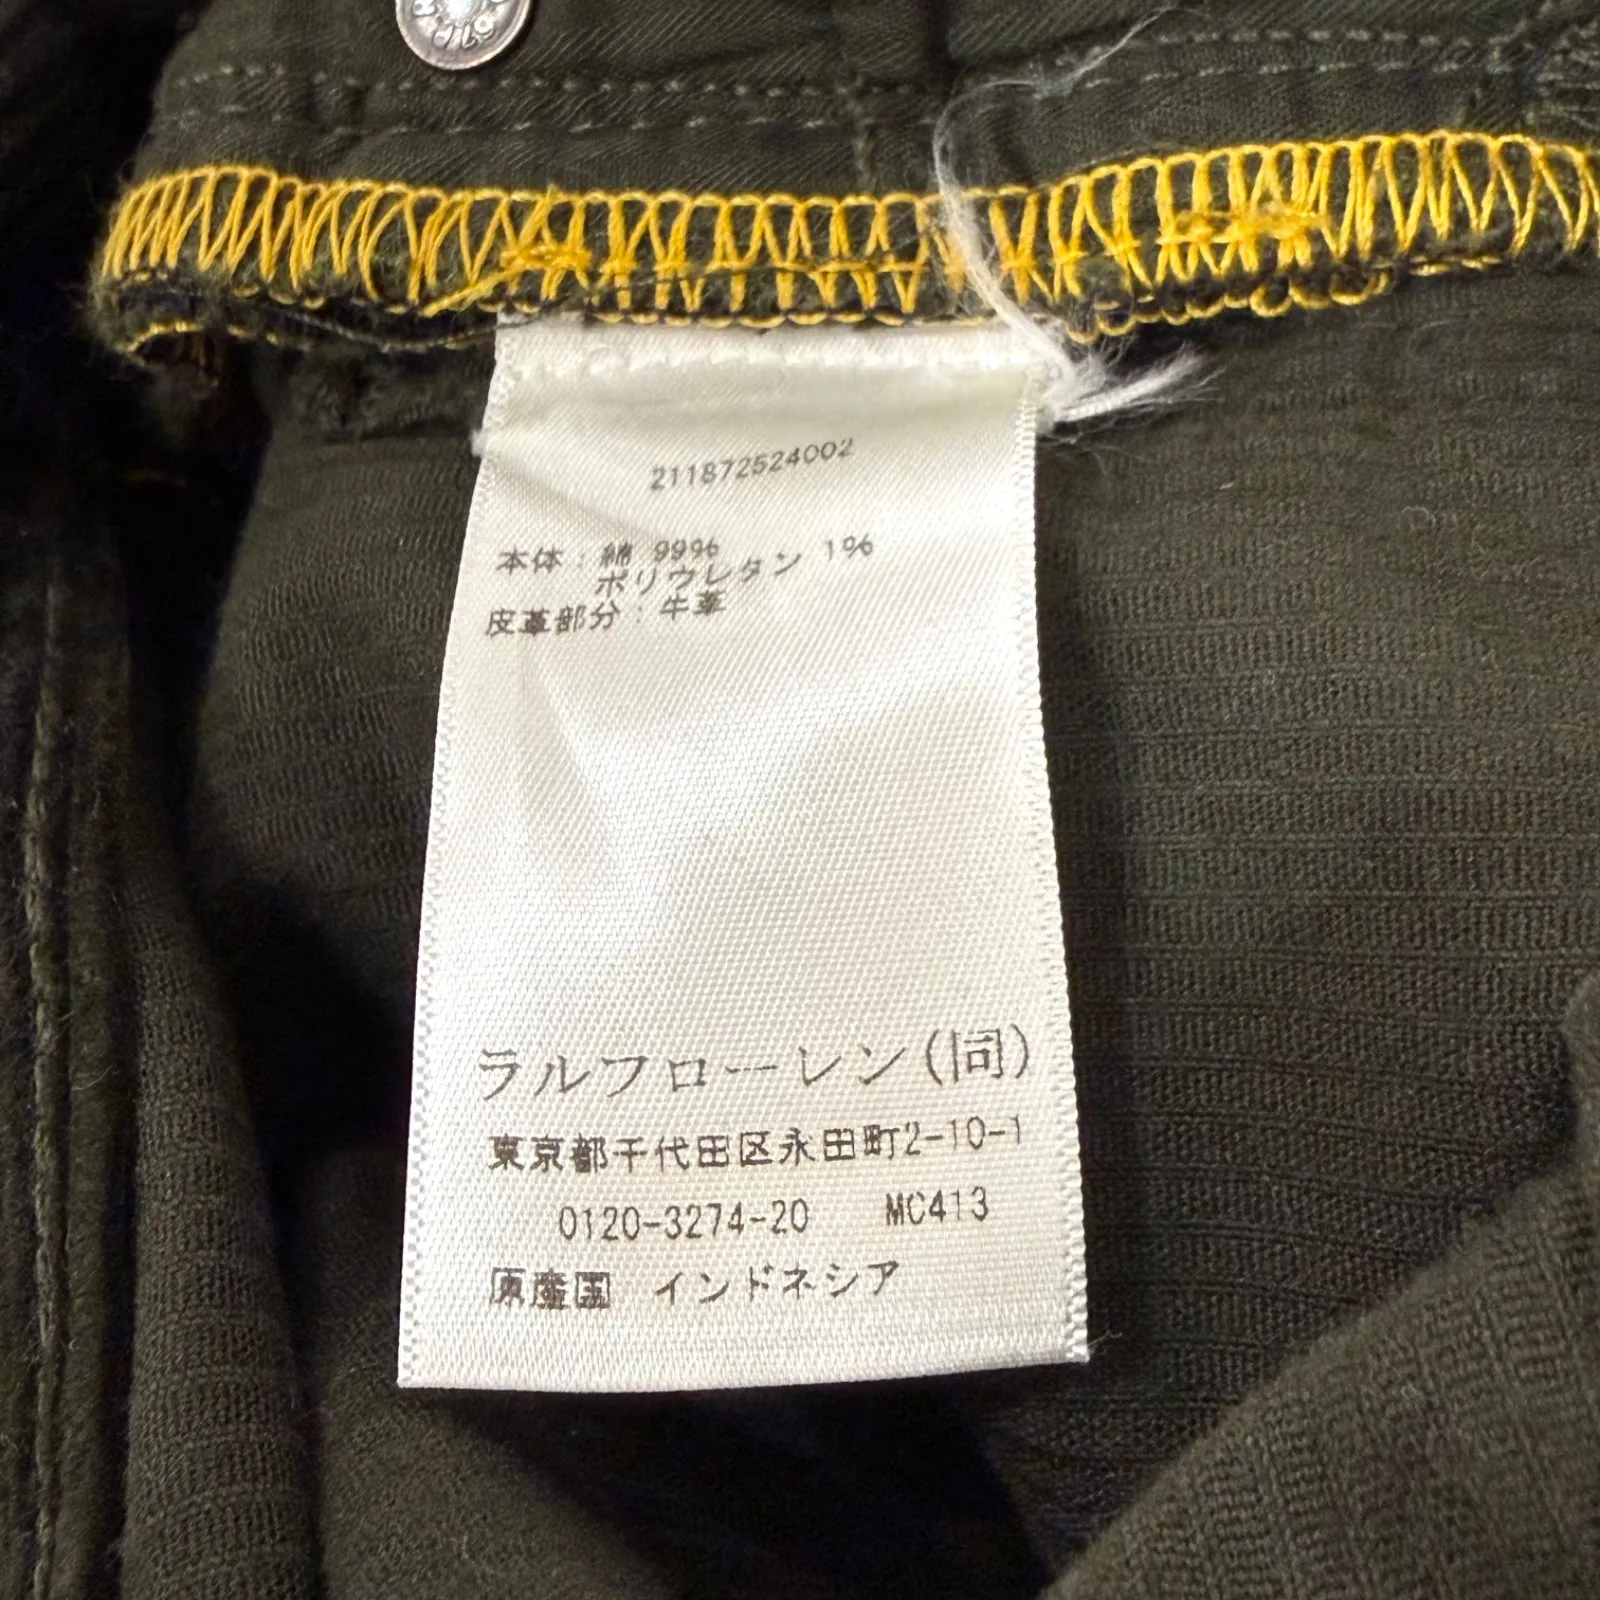 211872524002
本体：綿 99%
ポリウレタン 1%
皮革部分：牛革
ラルフローレン(同)
東京都千代田区永田町2-10-1
0120-3274-20 MC413
原産国 インドネシア